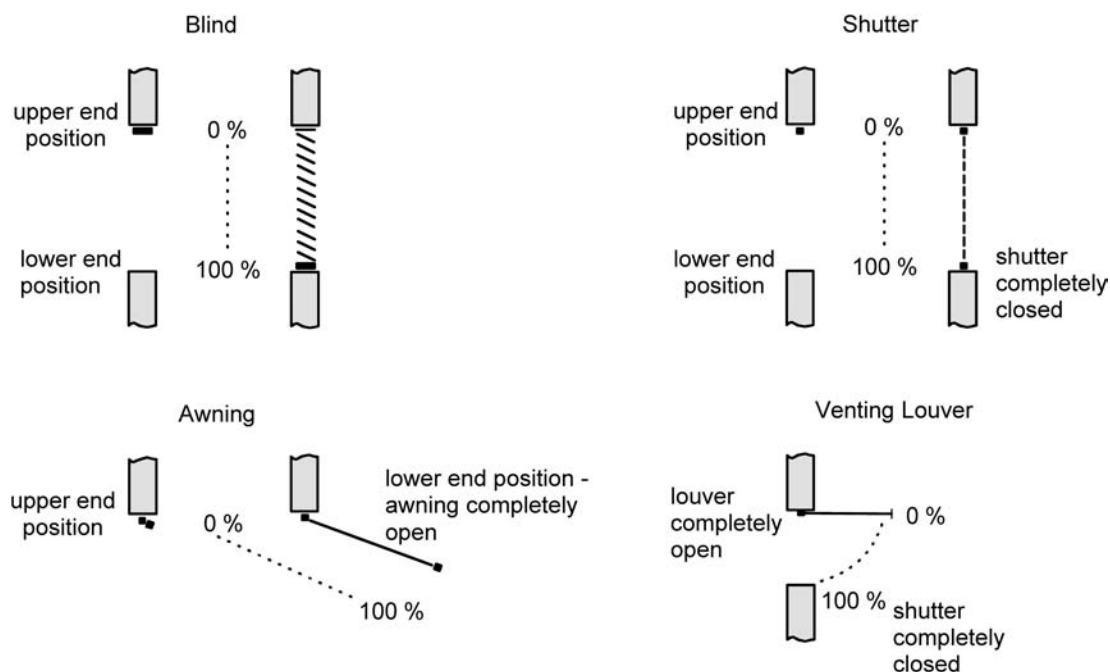 Blind
upper end
position
0 %
lower end
position
100 %
Shutter
upper end
position
0 %
lower end
position
100 %
shutter
completely
closed
Awning
upper end
position
0 %
lower end position -
awning completely
open
100 %
Venting Louver
louver
completely
open
0 %
100 %
shutter
completely
closed